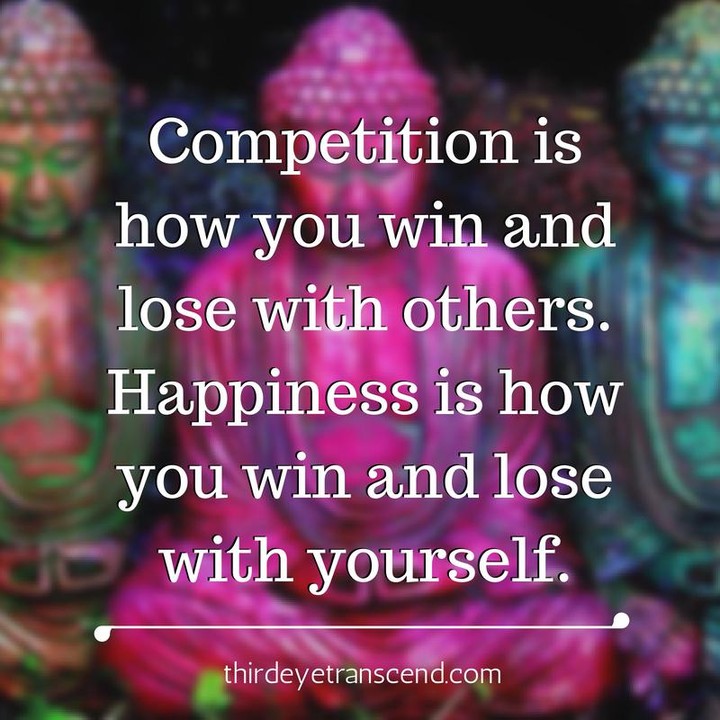 Competition is
how you win and
lose with others.
Happiness is how
you win and lose
with yourself.
thirdeyetranscend.com